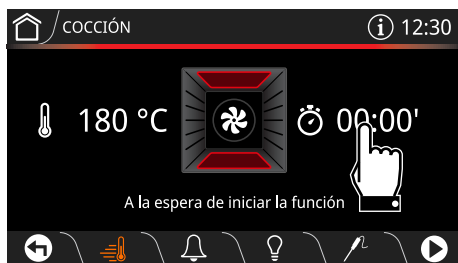 COCCIÓN
i 12:30
180 °C
00:00'
A la espera de iniciar la función